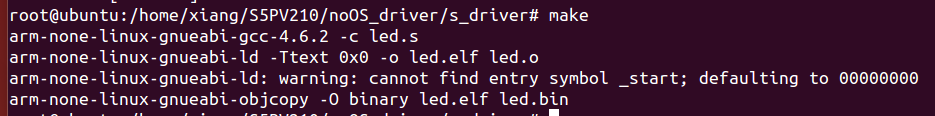 root@ubuntu:/home/xiang/S5PV210/noOS_driver/s_driver# make
arm-none-linux-gnueabi-gcc-4.6.2 -c led.s
arm-none-linux-gnueabi-ld -Ttext 0x0 -o led.elf led.o
arm-none-linux-gnueabi-ld: warning: cannot find entry symbol _start; defaulting to 00000000
arm-none-linux-gnueabi-objcopy -O binary led.elf led.bin